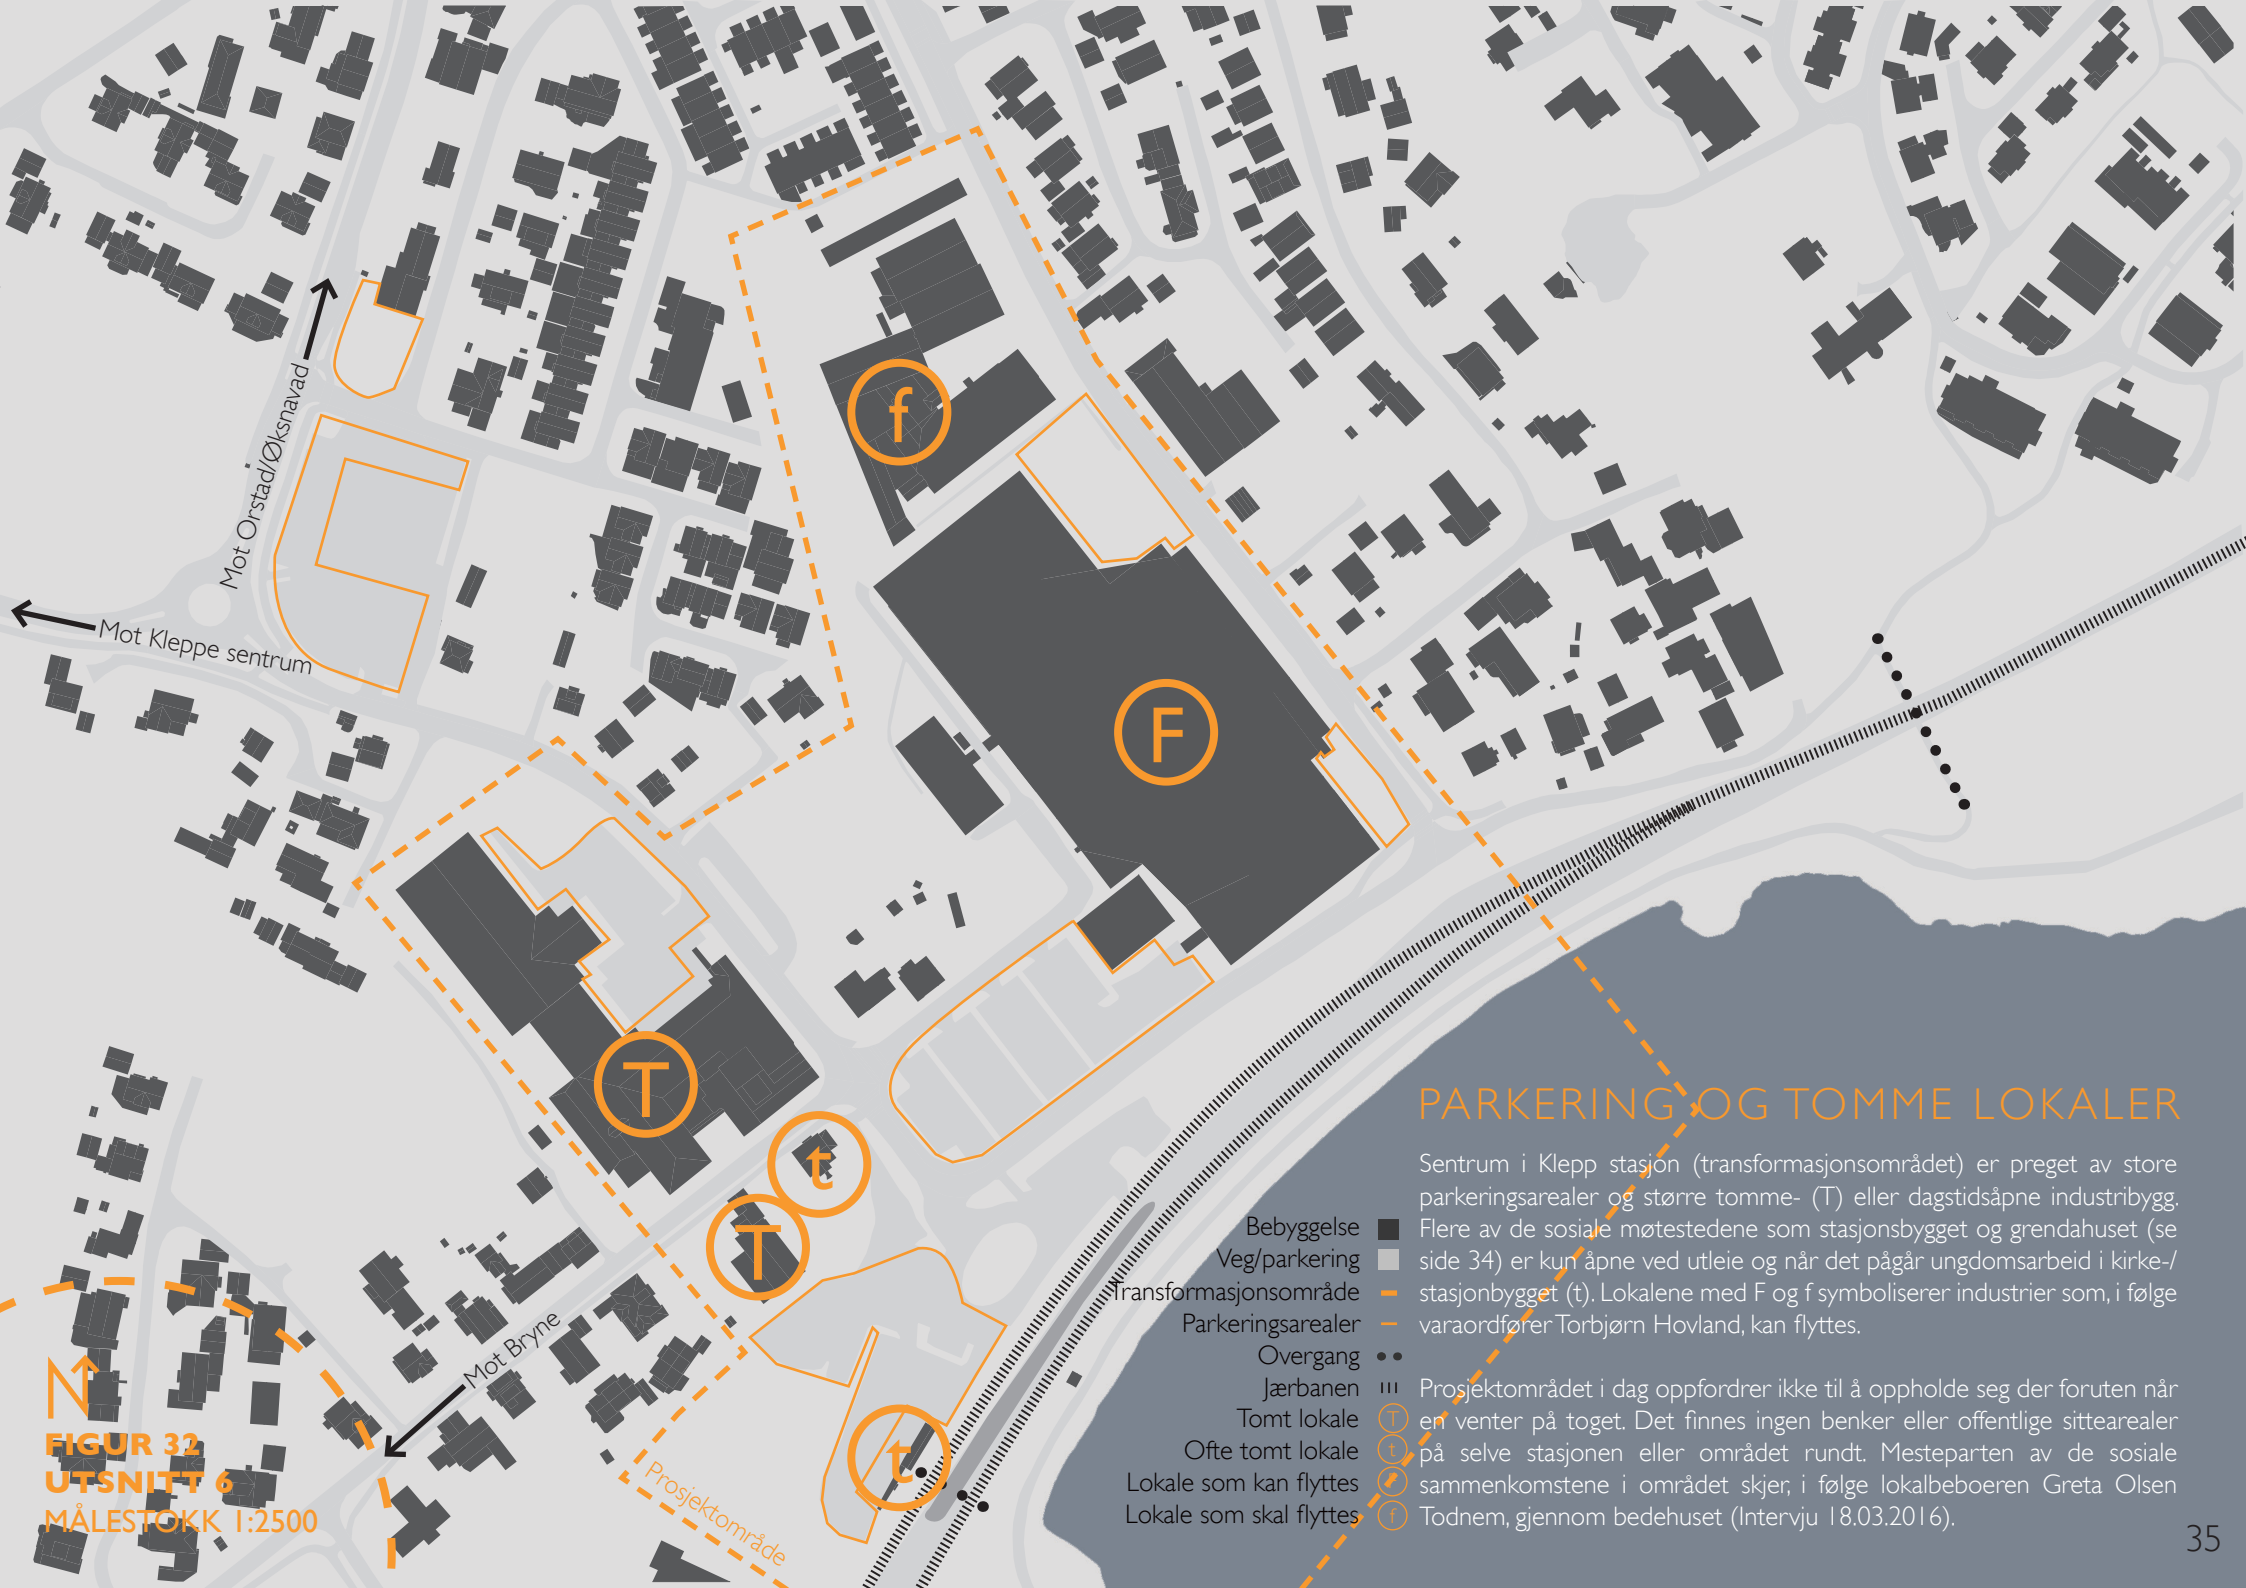 f
Mot Orstad/Øksnavad
Mot Kleppe sentrum
F
T
t
T
t
Mot Bryne
Prosjektområde
N
FIGUR 32
UTSNITT 6
MÅLESTOKK 1:2500
PARKERING OG TOMME LOKALER
Sentrum i Klepp stasjon (transformasjonsområdet) er preget av store
parkeringsarealer og større tomme- (T) eller dagstidsåpne industribygg.
Flere av de sosiale møtestedene som stasjonsbygget og grendahuset (se
side 34) er kun åpne ved utleie og når det pågår ungdomsarbeid i kirke-/
stasjonbygget (t). Lokalene med F og f symboliserer industrier som, i følge
varaordfører Torbjørn Hovland, kan flyttes.
Prosjektområdet i dag oppfordrer ikke til å oppholde seg der foruten når
en venter på toget. Det finnes ingen benker eller offentlige sittearealer
på selve stasjonen eller området rundt. Mesteparten av de sosiale
sammenkomstene i området skjer, i følge lokalbeboeren Greta Olsen
Todnem, gjennom bedehuset (Intervju 18.03.2016).
Bebyggelse
Veg/parkering
Transformasjonsområde
Parkeringsarealer
Overgang
Jærbanen
Tomt lokale T
Ofte tomt lokale t
Lokale som kan flyttes
Lokale som skal flyttes f
35